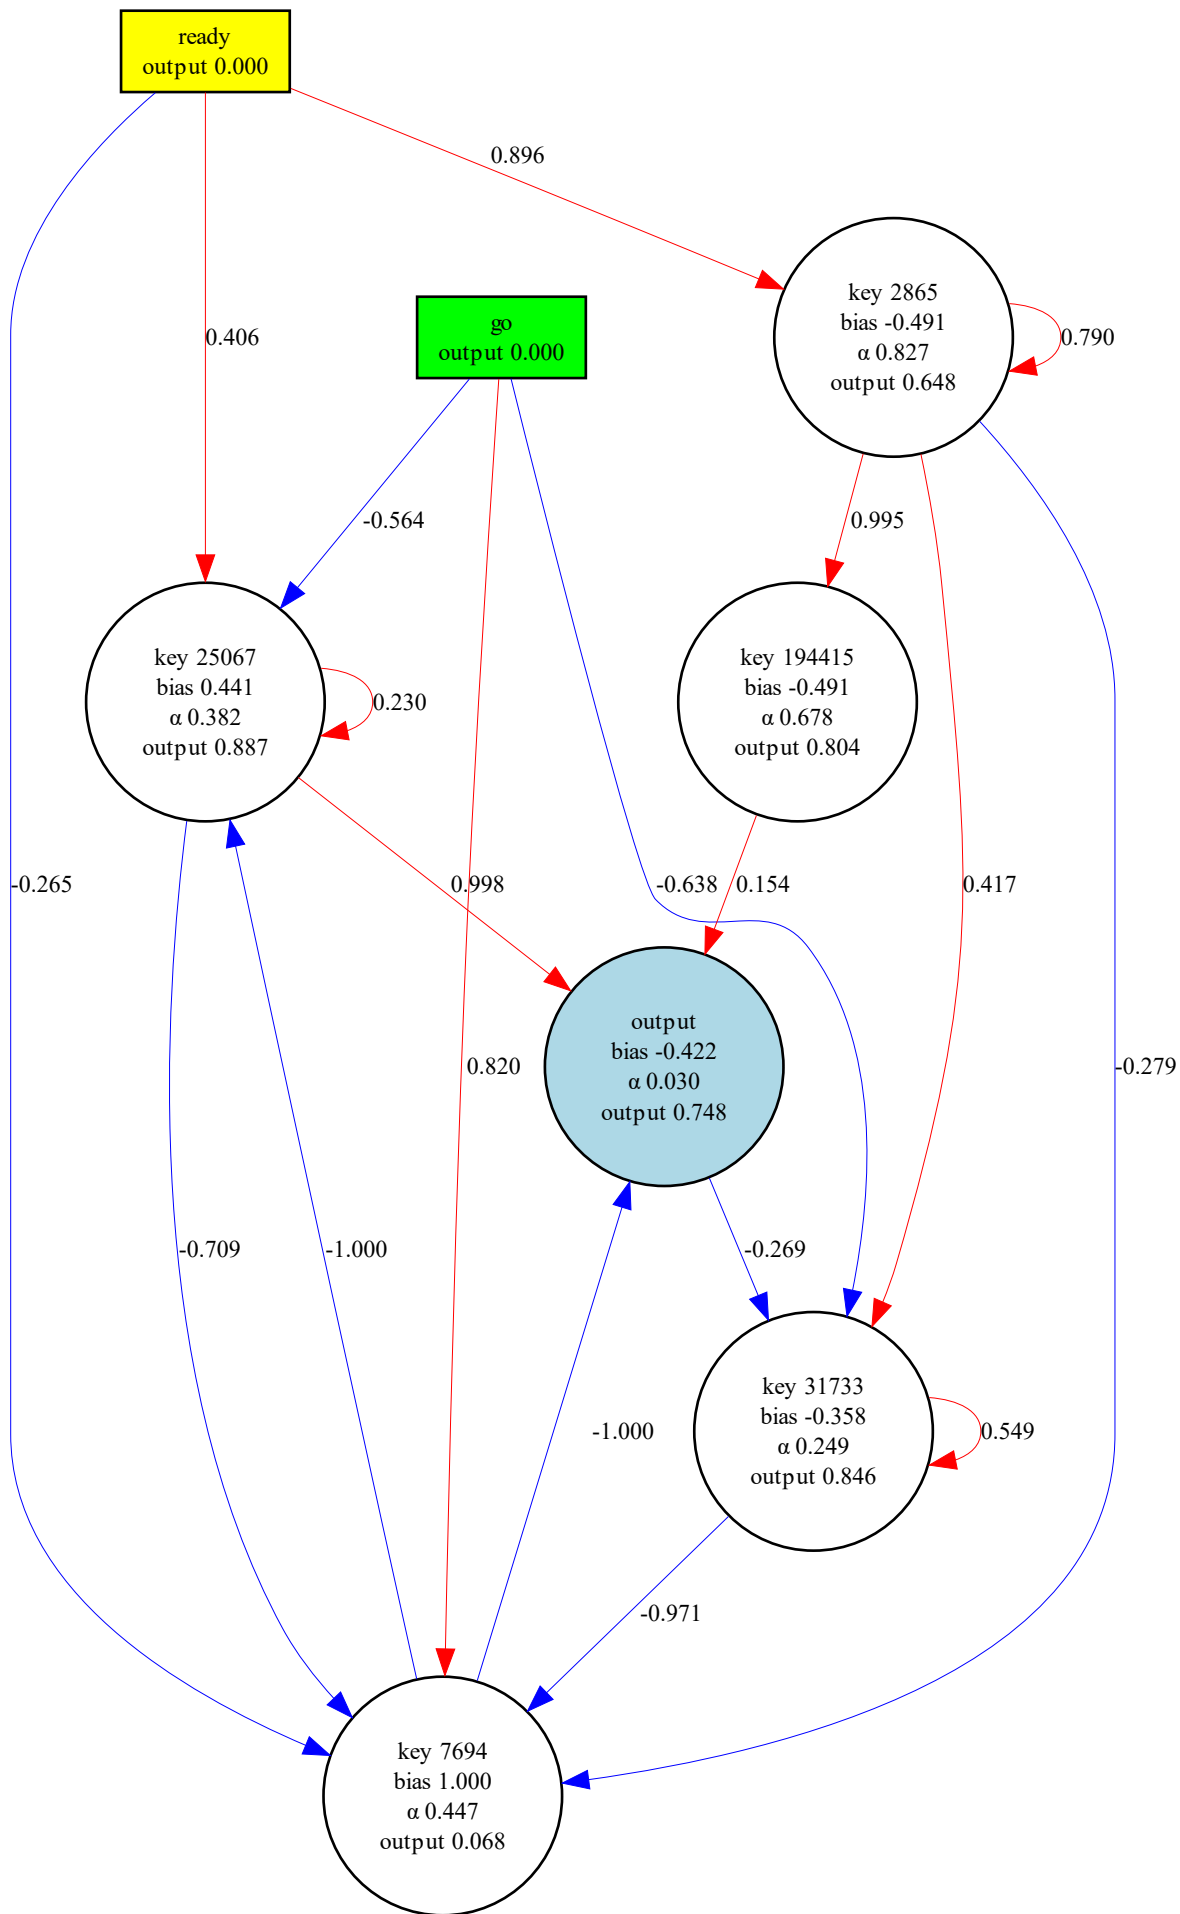 ready
output 0.000
0.896
0.406
go
output 0.000
key 2865
bias -0.491
α 0.827
output 0.648
0.790
-0.564
0.995
key 25067
bias 0.441
α 0.382
output 0.887
0.230
key 194415
bias -0.491
α 0.678
output 0.804
-0.265
0.998
-0.638
0.154
0.417
output
bias -0.422
α 0.030
output 0.748
0.820
-0.279
-0.709
-1.000
-0.269
key 31733
bias -0.358
α 0.249
output 0.846
-1.000
0.549
-0.971
key 7694
bias 1.000
α 0.447
output 0.068